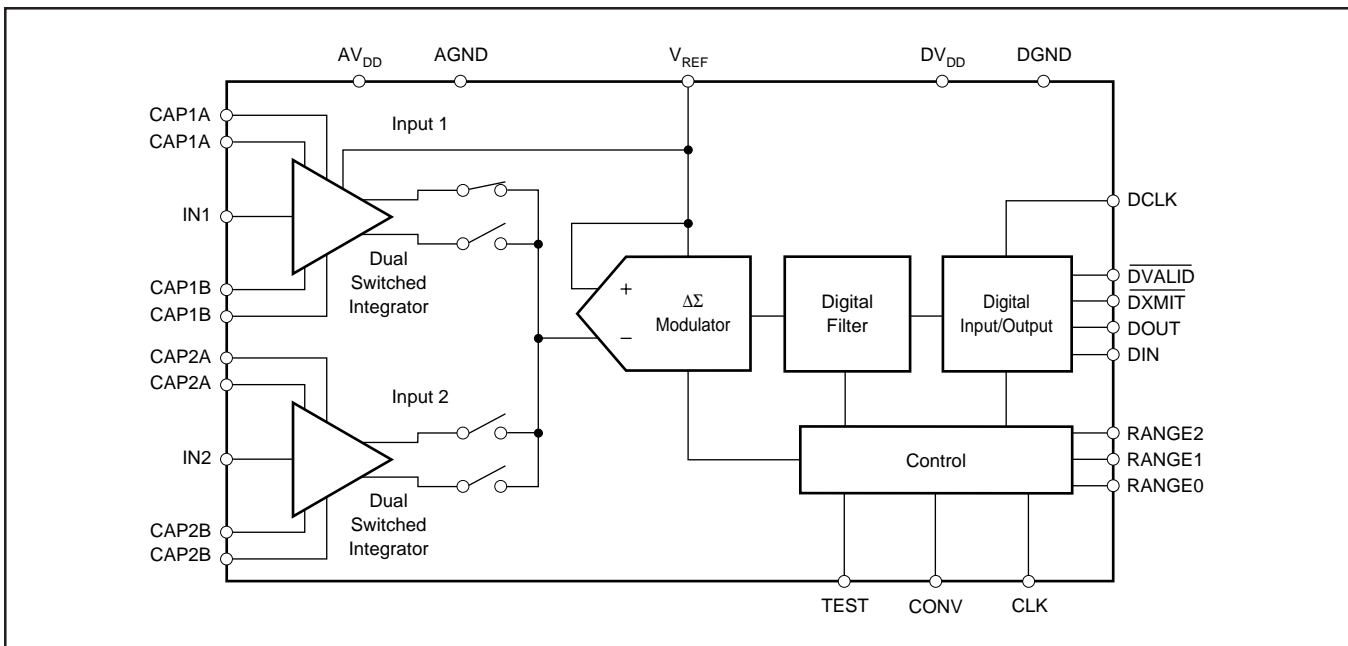 AVDD AGND VREF DVDD DGND
CAP1A
CAP1A
Input 1
IN1
DCLK
Dual
Switched
Integrator
CAP1B
CAP1B
+
−
ΔΣ
Modulator
Digital
Filter
Digital
Input/Output
DVALID
DXMIT
DOUT
DIN
CAP2A
CAP2A
Input 2
IN2
Dual
Switched
Integrator
CAP2B
CAP2B
Control
RANGE2
RANGE1
RANGE0
TEST CONV CLK